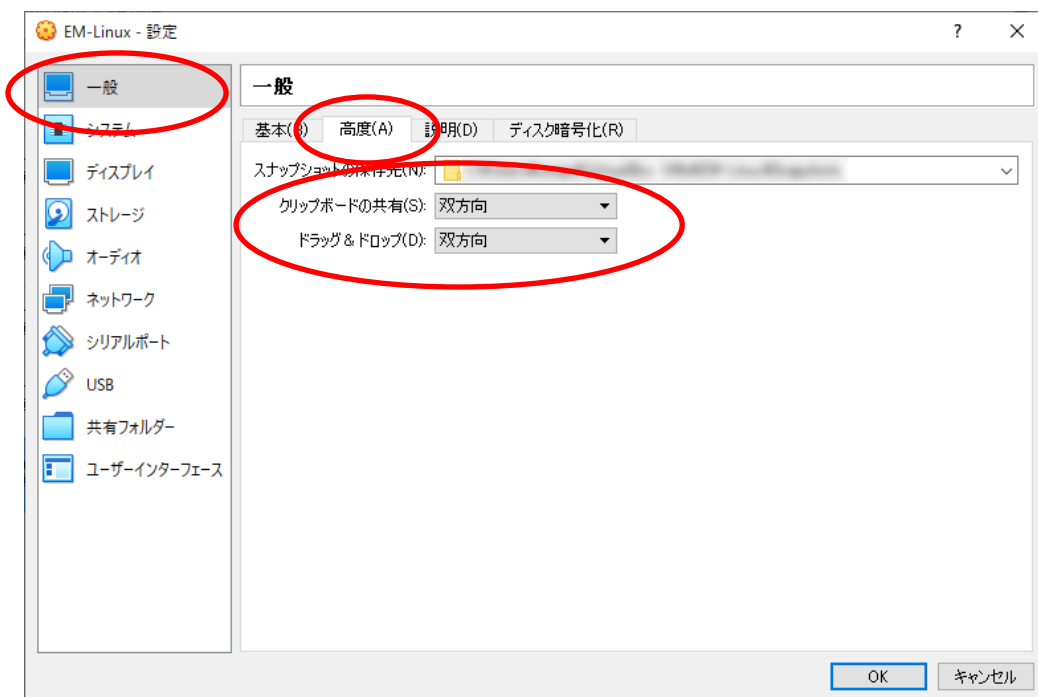 EM-Linux - 設定
?
一般
システム
ディスプレイ
ストレージ
オーディオ
ネットワーク
シリアルポート
USB
共有フォルダー
ユーザーインターフェース
一般
基本(B) 高度(A) 説明(D) ディスク暗号化(R)
スナップショットの保存先(N):
クリップボードの共有(S): 双方向
ドラッグ & ドロップ(D): 双方向
OK キャンセル